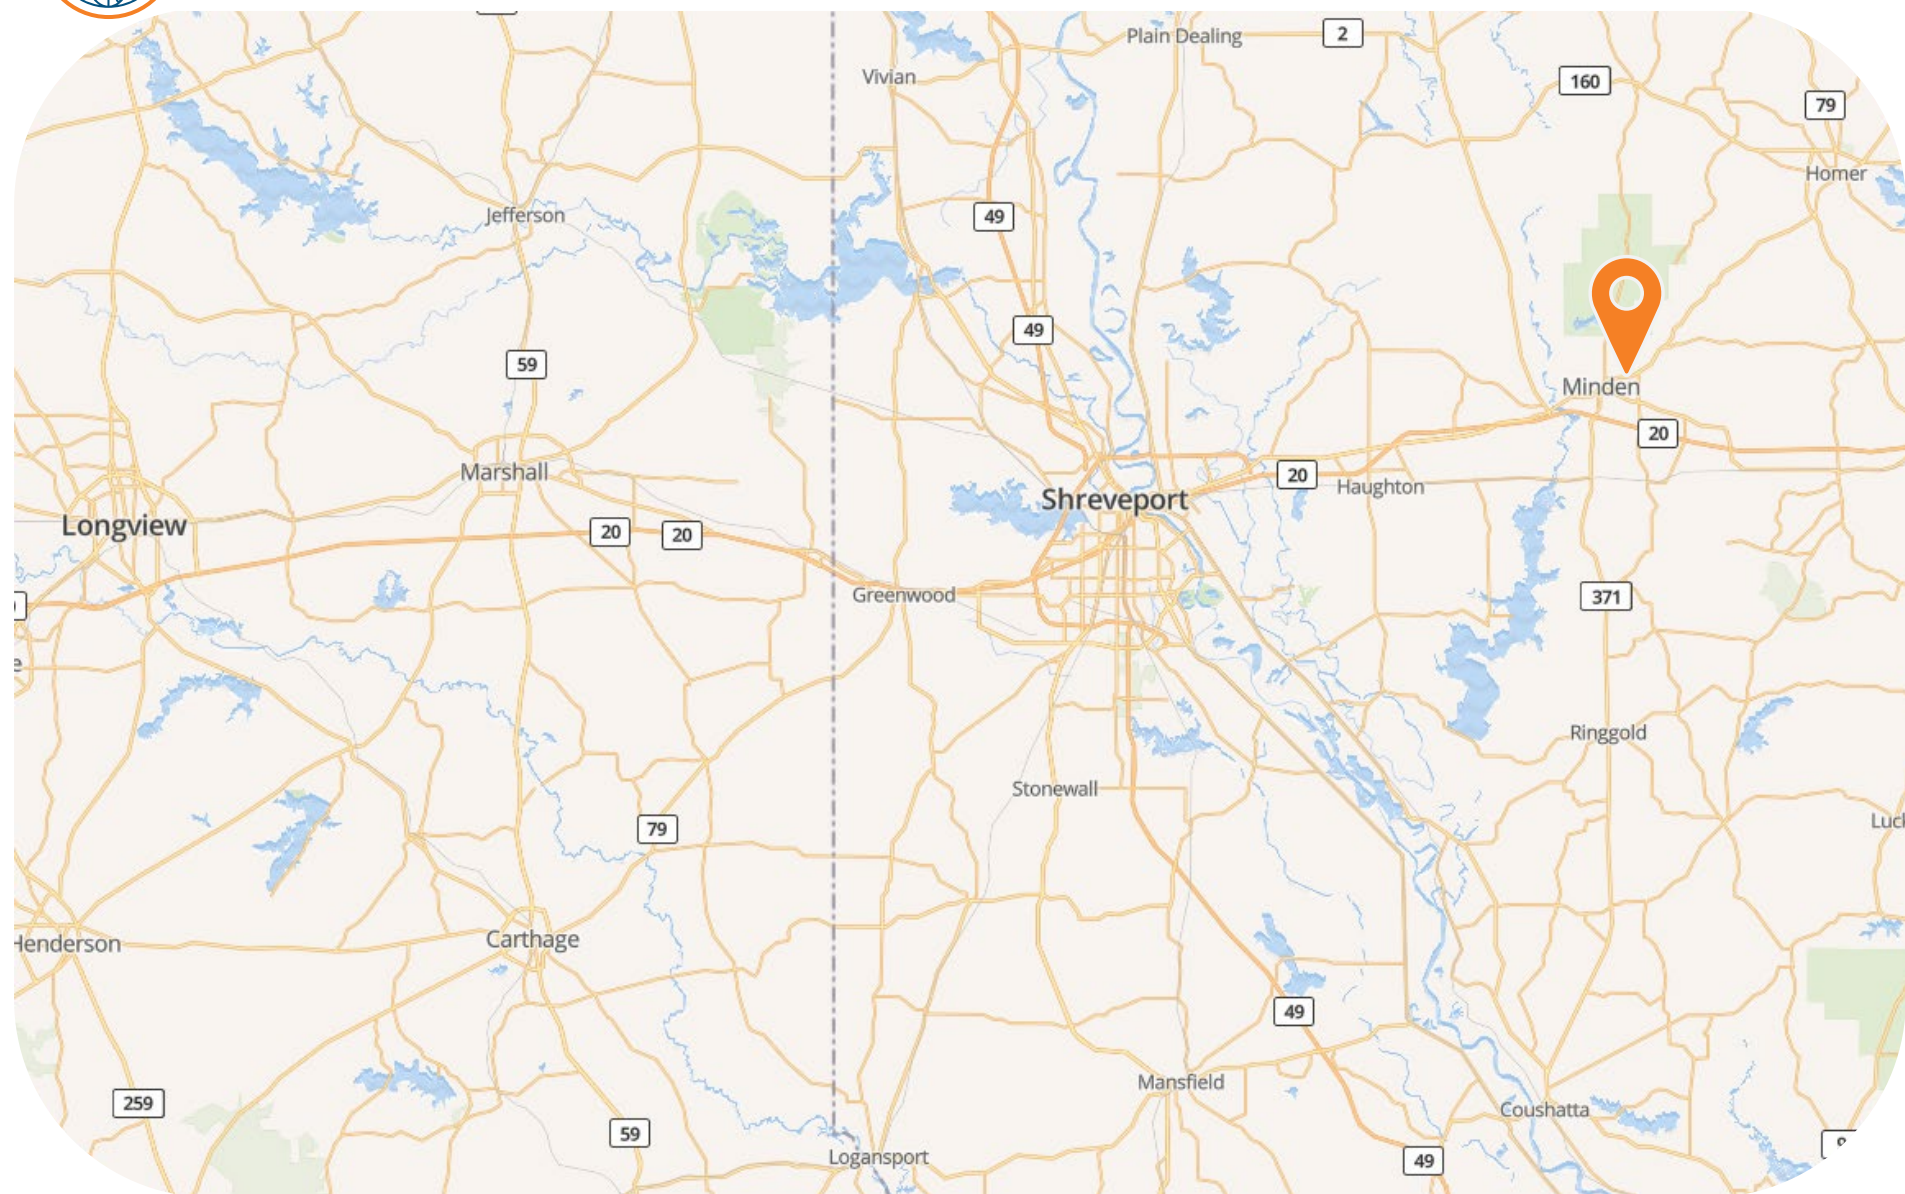 Plain Dealing
2
Vivian
160
79
Homer
Jefferson
49
49
59
Minden
20
Marshall
20
Haughton
Shreveport
Longview
20
20
Greenwood
371
Ringgold
Stonewall
79
Luck
Carthage
Henderson
49
Mansfield
259
Coushatta
59
Logansport
49